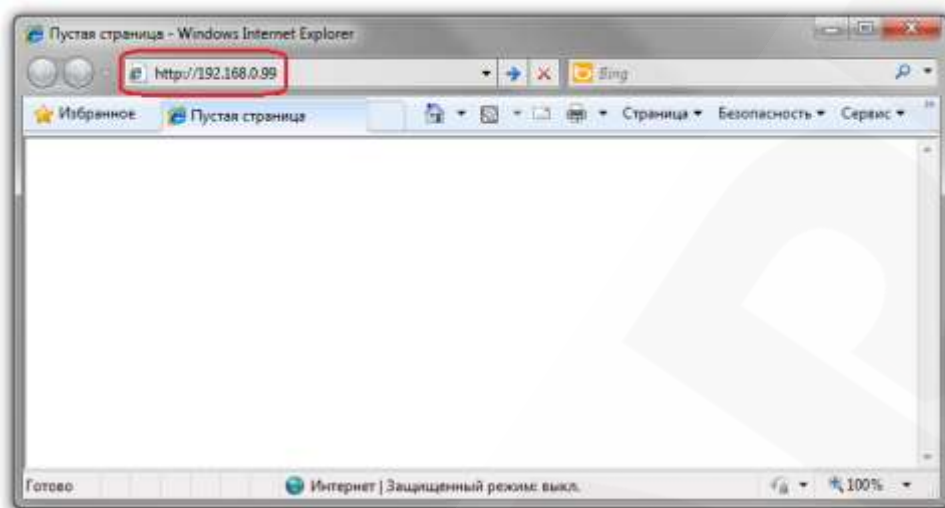 Пустая страница - Windows Internet Explorer
http://192.168.0.99
Bing
Избранное
Пустая страница
Страница
Безопасность
Сервис
Готово
Интернет | Защищенный режим: выкл.
100%